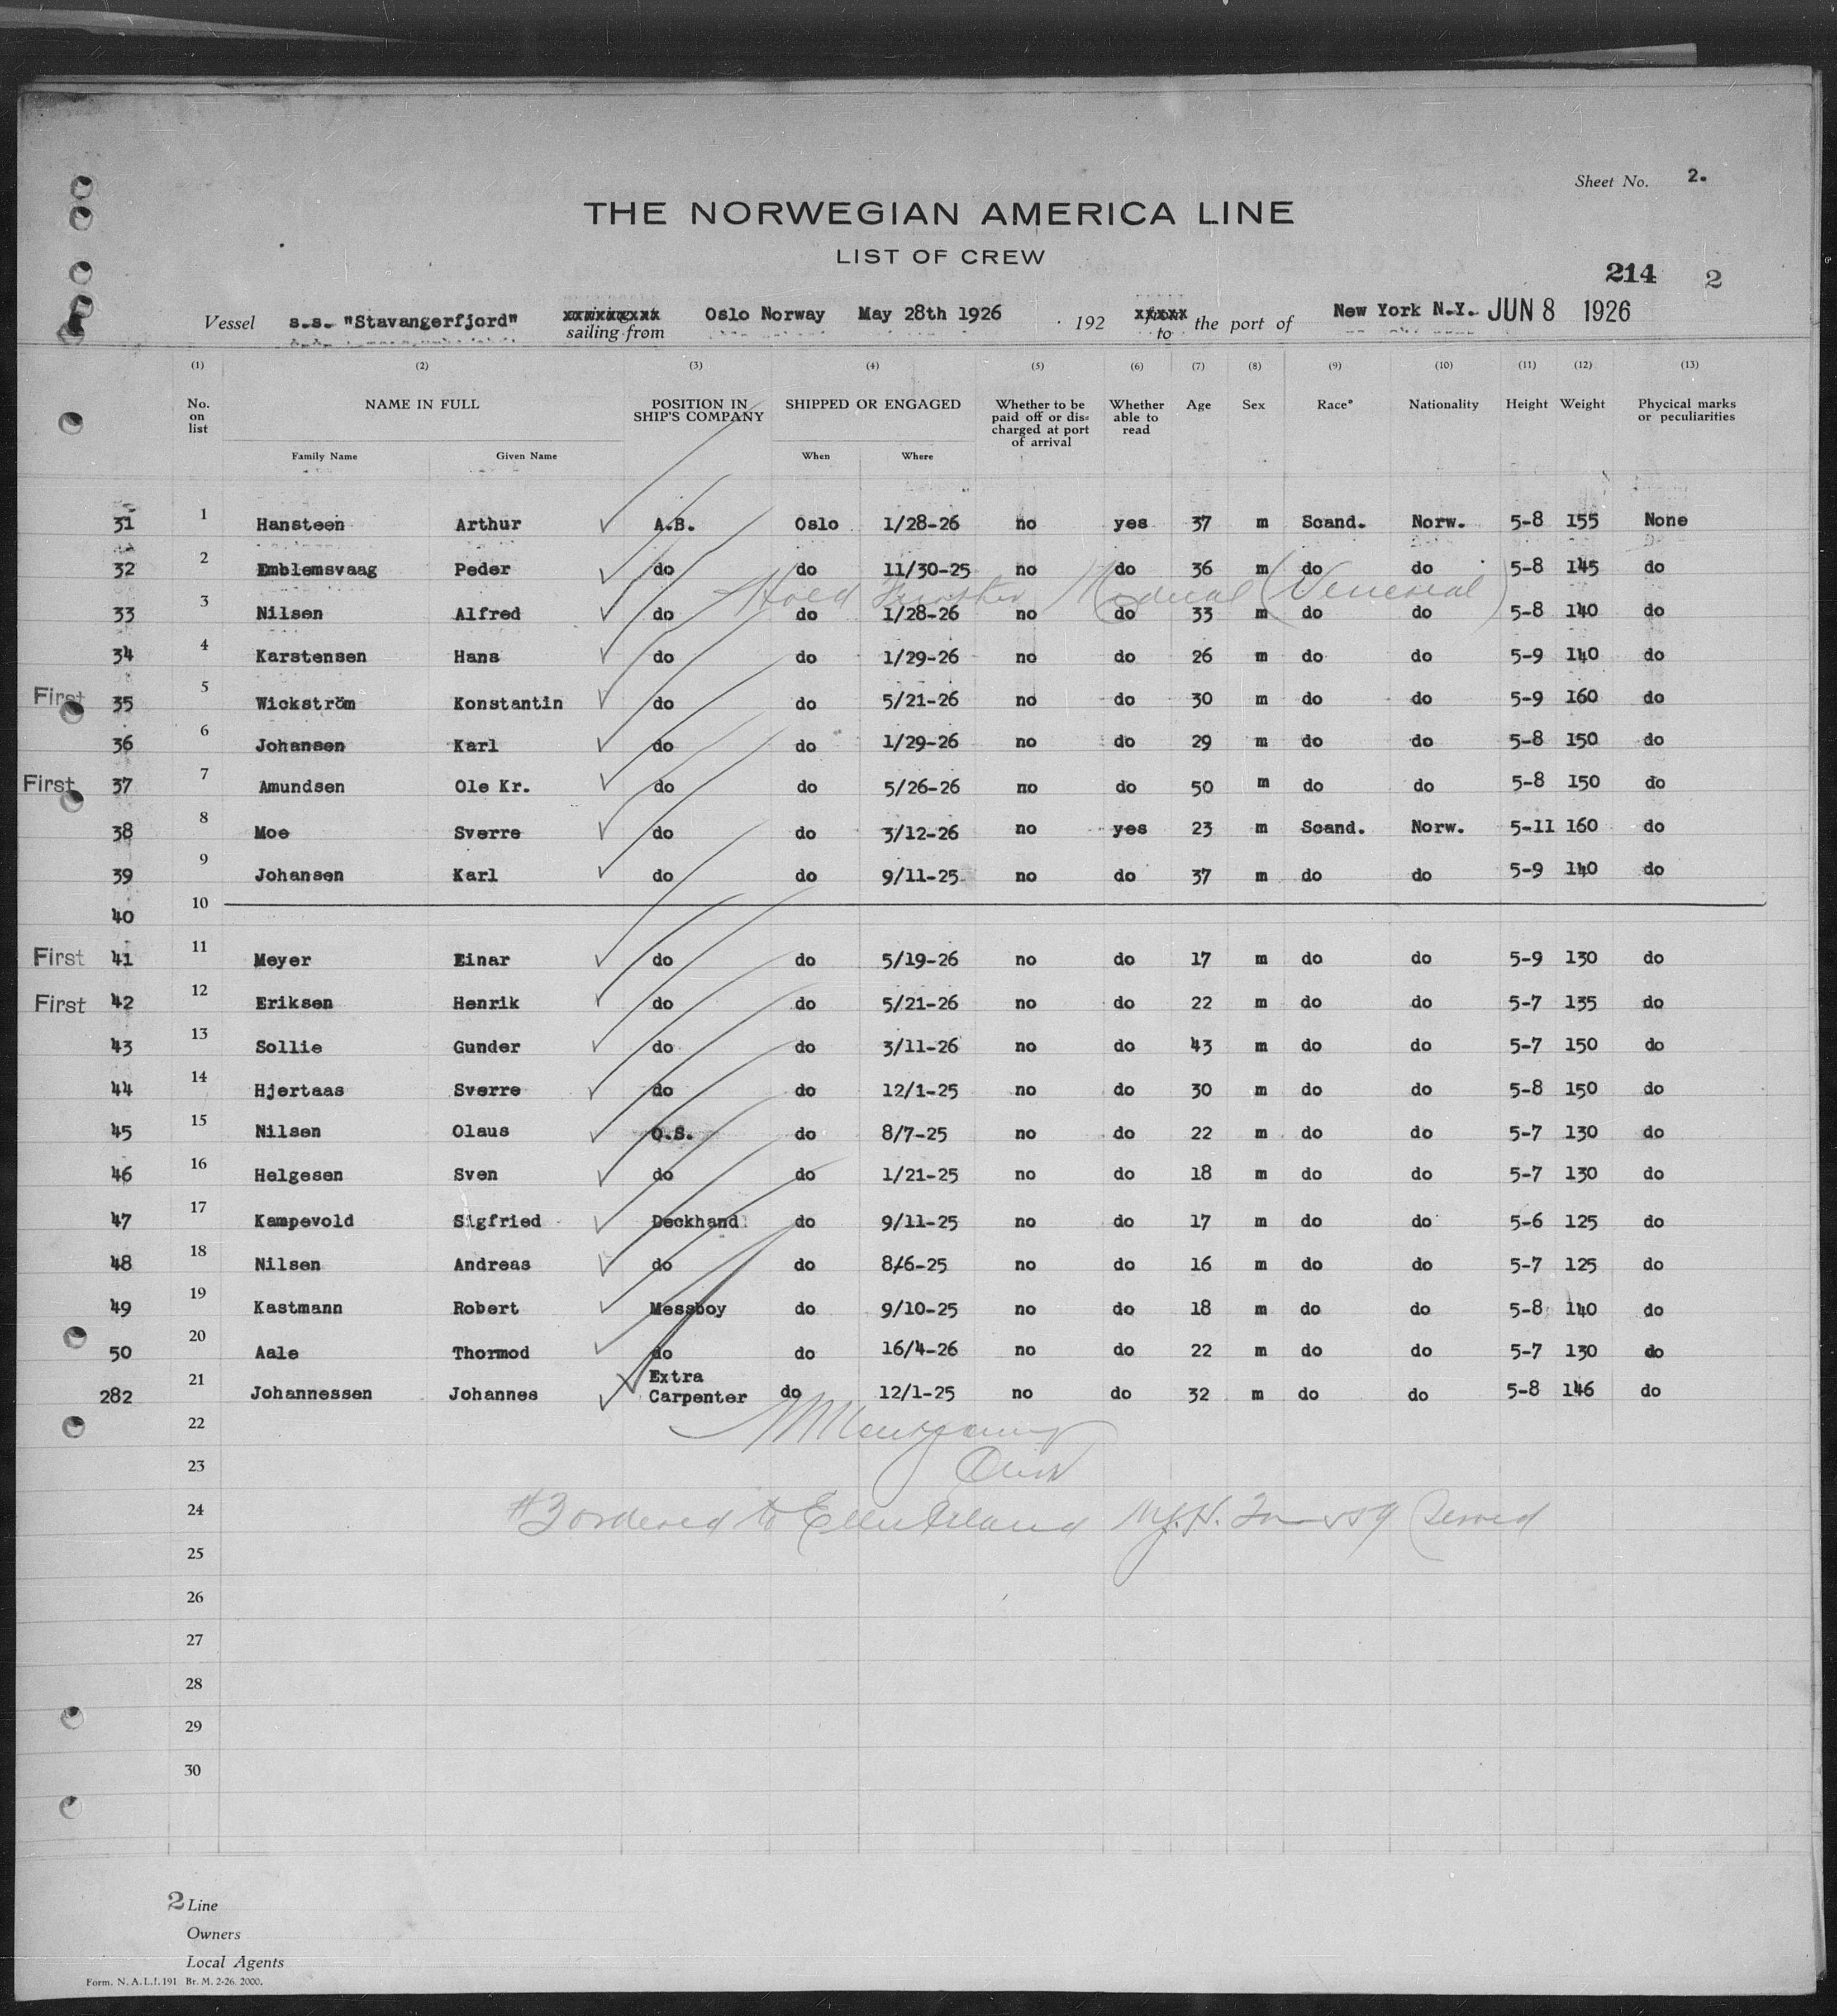 Sheet No. 2.
THE NORWEGIAN AMERICA LINE
LIST OF CREW
214 2
Vessel s.s. "Stavangerfjord" sailing from Oslo Norway May 28th 1926 192 to the port of New York N.Y. JUN 8 1926
(1) (2) (3) (4) (5) (6) (7) (8) (9) (10) (11) (12) (13)
No. on list NAME IN FULL POSITION IN SHIP'S COMPANY SHIPPED OR ENGAGED Whether to be paid off or dis-charged at port of arrival Whether able to read Age Sex Race* Nationality Height Weight Phycical marks or peculiarities
Family Name Given Name When Where
31 1 Hansteen Arthur A.B. Oslo 1/28-26 no yes 37 m Scand. Norw. 5-8 155 None
32 2 Emblemsvaag Peder do do 11/30-25 no do 36 m do do 5-8 145 do
Hold Further Medical (Venereal)
33 3 Nilsen Alfred do do 1/28-26 no do 33 m do do 5-8 140 do
34 4 Karstensen Hans do do 1/29-26 no do 26 m do do 5-9 140 do
First 35 5 Wickström Konstantin do do 5/21-26 no do 30 m do do 5-9 160 do
36 6 Johansen Karl do do 1/29-26 no do 29 m do do 5-8 150 do
First 37 7 Amundsen Ole Kr. do do 5/26-26 no do 50 m do do 5-8 150 do
38 8 Moe Sverre do do 3/12-26 no yes 23 m Scand. Norw. 5-11 160 do
39 9 Johansen Karl do do 9/11-25 no do 37 m do do 5-9 140 do
40 10
First 41 11 Meyer Einar do do 5/19-26 no do 17 m do do 5-9 130 do
First 42 12 Eriksen Henrik do do 5/21-26 no do 22 m do do 5-7 135 do
43 13 Sollie Gunder do do 3/11-26 no do 43 m do do 5-7 150 do
44 14 Hjertaas Sverre do do 12/1-25 no do 30 m do do 5-8 150 do
45 15 Nilsen Olaus O.S. do 8/7-25 no do 22 m do do 5-7 130 do
46 16 Helgesen Sven do do 1/21-25 no do 18 m do do 5-7 130 do
47 17 Kampevold Sigfried Deckhand do 9/11-25 no do 17 m do do 5-6 125 do
48 18 Nilsen Andreas do do 8/6-25 no do 16 m do do 5-7 125 do
49 19 Kastmann Robert Messboy do 9/10-25 no do 18 m do do 5-8 140 do
50 20 Aale Thormod do do 16/4-26 no do 22 m do do 5-7 130 do
282 21 Johannessen Johannes Extra Carpenter do 12/1-25 no do 32 m do do 5-8 146 do
22
23
24 #3 ordered to Ellis Island Served
25
26
27
28
29
30
2 Line
Owners
Local Agents
Form. N. A. L. f. 191 Br. M. 2-26. 2000.